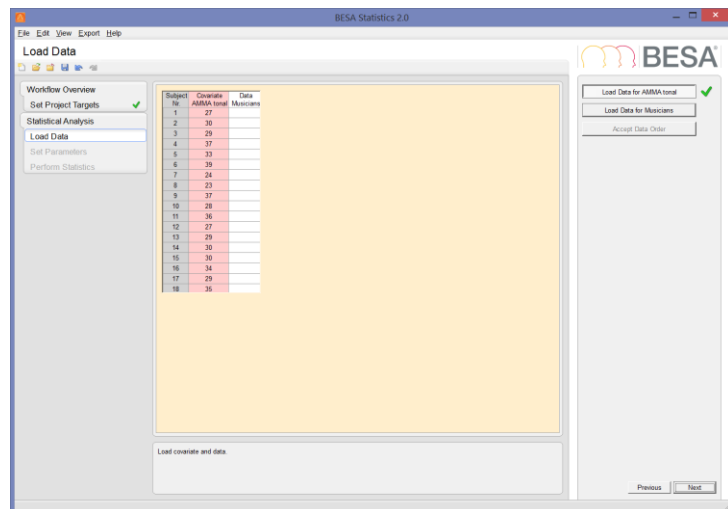 BESA Statistics 2.0
File Edit View Export Help
Load Data
BESA
Workflow Overview
Set Project Targets
Statistical Analysis
Load Data
Set Parameters
Perform Statistics
Subject Covariate Data
Nr. AMMA tonal Musicians
1 27
2 30
3 29
4 37
5 33
6 39
7 24
8 23
9 37
10 28
11 36
12 27
13 29
14 30
15 30
16 34
17 29
18 35
Load covariate and data.
Load Data for AMMA tonal
Load Data for Musicians
Accept Data Order
Previous Next